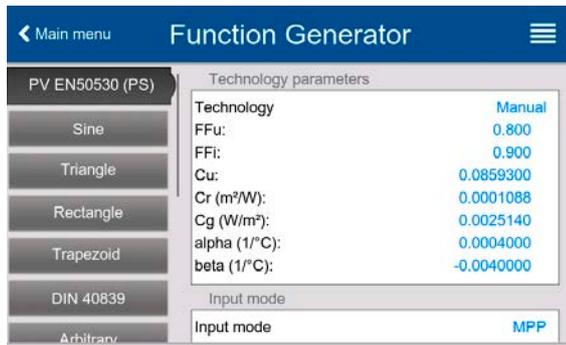 Main menu
Function Generator
PV EN50530 (PS)
Sine
Triangle
Rectangle
Trapezoid
DIN 40839
Arbitrary
Technology parameters
Technology Manual
FFu: 0.800
FFi: 0.900
Cu: 0.0859300
Cr (m²/W): 0.0001088
Cg (W/m²): 0.0025140
alpha (1/°C): 0.0004000
beta (1/°C): -0.0040000
Input mode
Input mode MPP